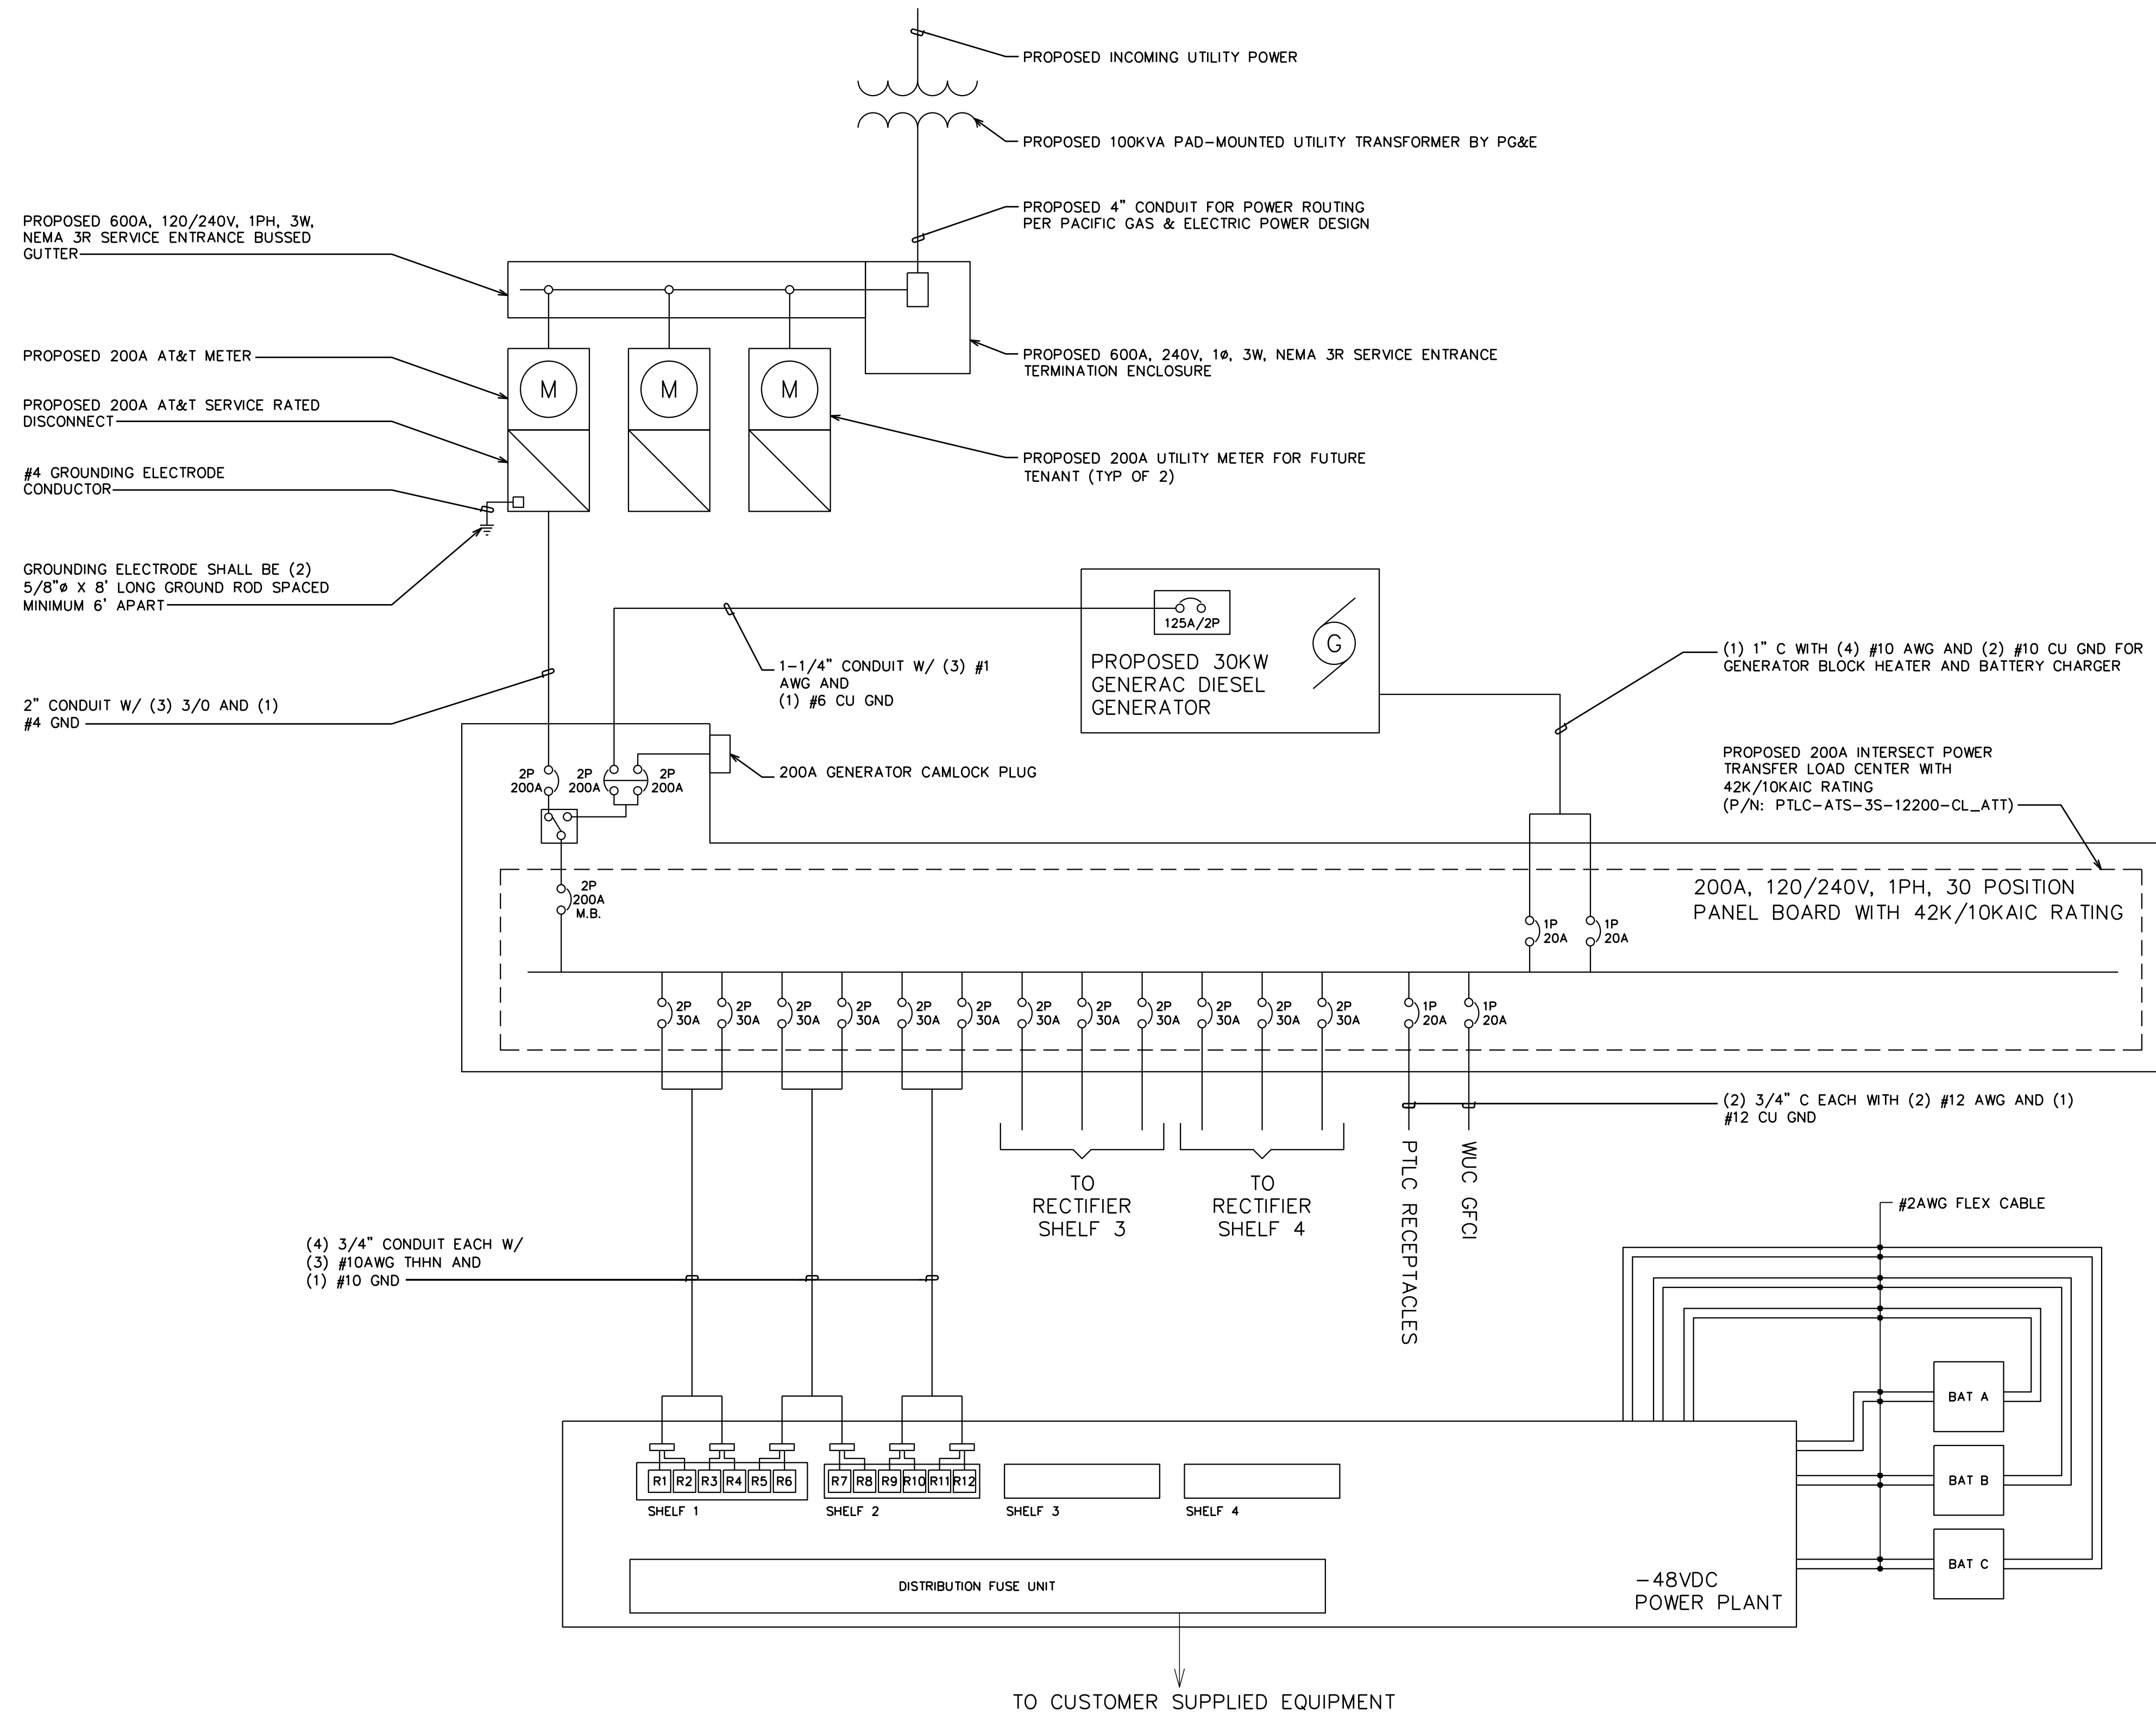 PROPOSED INCOMING UTILITY POWER
PROPOSED 100KVA PAD-MOUNTED UTILITY TRANSFORMER BY PG&E
PROPOSED 4" CONDUIT FOR POWER ROUTING
PER PACIFIC GAS & ELECTRIC POWER DESIGN
PROPOSED 600A, 120/240V, 1PH, 3W,
NEMA 3R SERVICE ENTRANCE BUSSED
GUTTER
PROPOSED 200A AT&T METER
PROPOSED 200A AT&T SERVICE RATED
DISCONNECT
#4 GROUNDING ELECTRODE
CONDUCTOR
GROUNDING ELECTRODE SHALL BE (2)
5/8"ø X 8' LONG GROUND ROD SPACED
MINIMUM 6' APART
2" CONDUIT W/ (3) 3/0 AND (1)
#4 GND
M
M
M
PROPOSED 600A, 240V, 1ø, 3W, NEMA 3R SERVICE ENTRANCE
TERMINATION ENCLOSURE
PROPOSED 200A UTILITY METER FOR FUTURE
TENANT (TYP OF 2)
125A/2P
G
PROPOSED 30KW
GENERAC DIESEL
GENERATOR
1-1/4" CONDUIT W/ (3) #1
AWG AND
(1) #6 CU GND
200A GENERATOR CAMLOCK PLUG
(1) 1" C WITH (4) #10 AWG AND (2) #10 CU GND FOR
GENERATOR BLOCK HEATER AND BATTERY CHARGER
PROPOSED 200A INTERSECT POWER
TRANSFER LOAD CENTER WITH
42K/10KAIC RATING
(P/N: PTLC-ATS-3S-12200-CL_ATT)
2P
200A
2P
200A
2P
200A
2P
200A
M.B.
200A, 120/240V, 1PH, 30 POSITION
PANEL BOARD WITH 42K/10KAIC RATING
1P
20A
1P
20A
2P
30A
2P
30A
2P
30A
2P
30A
2P
30A
2P
30A
2P
30A
2P
30A
2P
30A
2P
30A
2P
30A
2P
30A
1P
20A
1P
20A
(2) 3/4" C EACH WITH (2) #12 AWG AND (1)
#12 CU GND
TO
RECTIFIER
SHELF 3
TO
RECTIFIER
SHELF 4
PTLC RECEPTACLES
WUC GFCI
(4) 3/4" CONDUIT EACH W/
(3) #10AWG THHN AND
(1) #10 GND
#2AWG FLEX CABLE
BAT A
BAT B
BAT C
R1 R2 R3 R4 R5 R6
R7 R8 R9 R10 R11 R12
SHELF 1
SHELF 2
SHELF 3
SHELF 4
DISTRIBUTION FUSE UNIT
-48VDC
POWER PLANT
TO CUSTOMER SUPPLIED EQUIPMENT